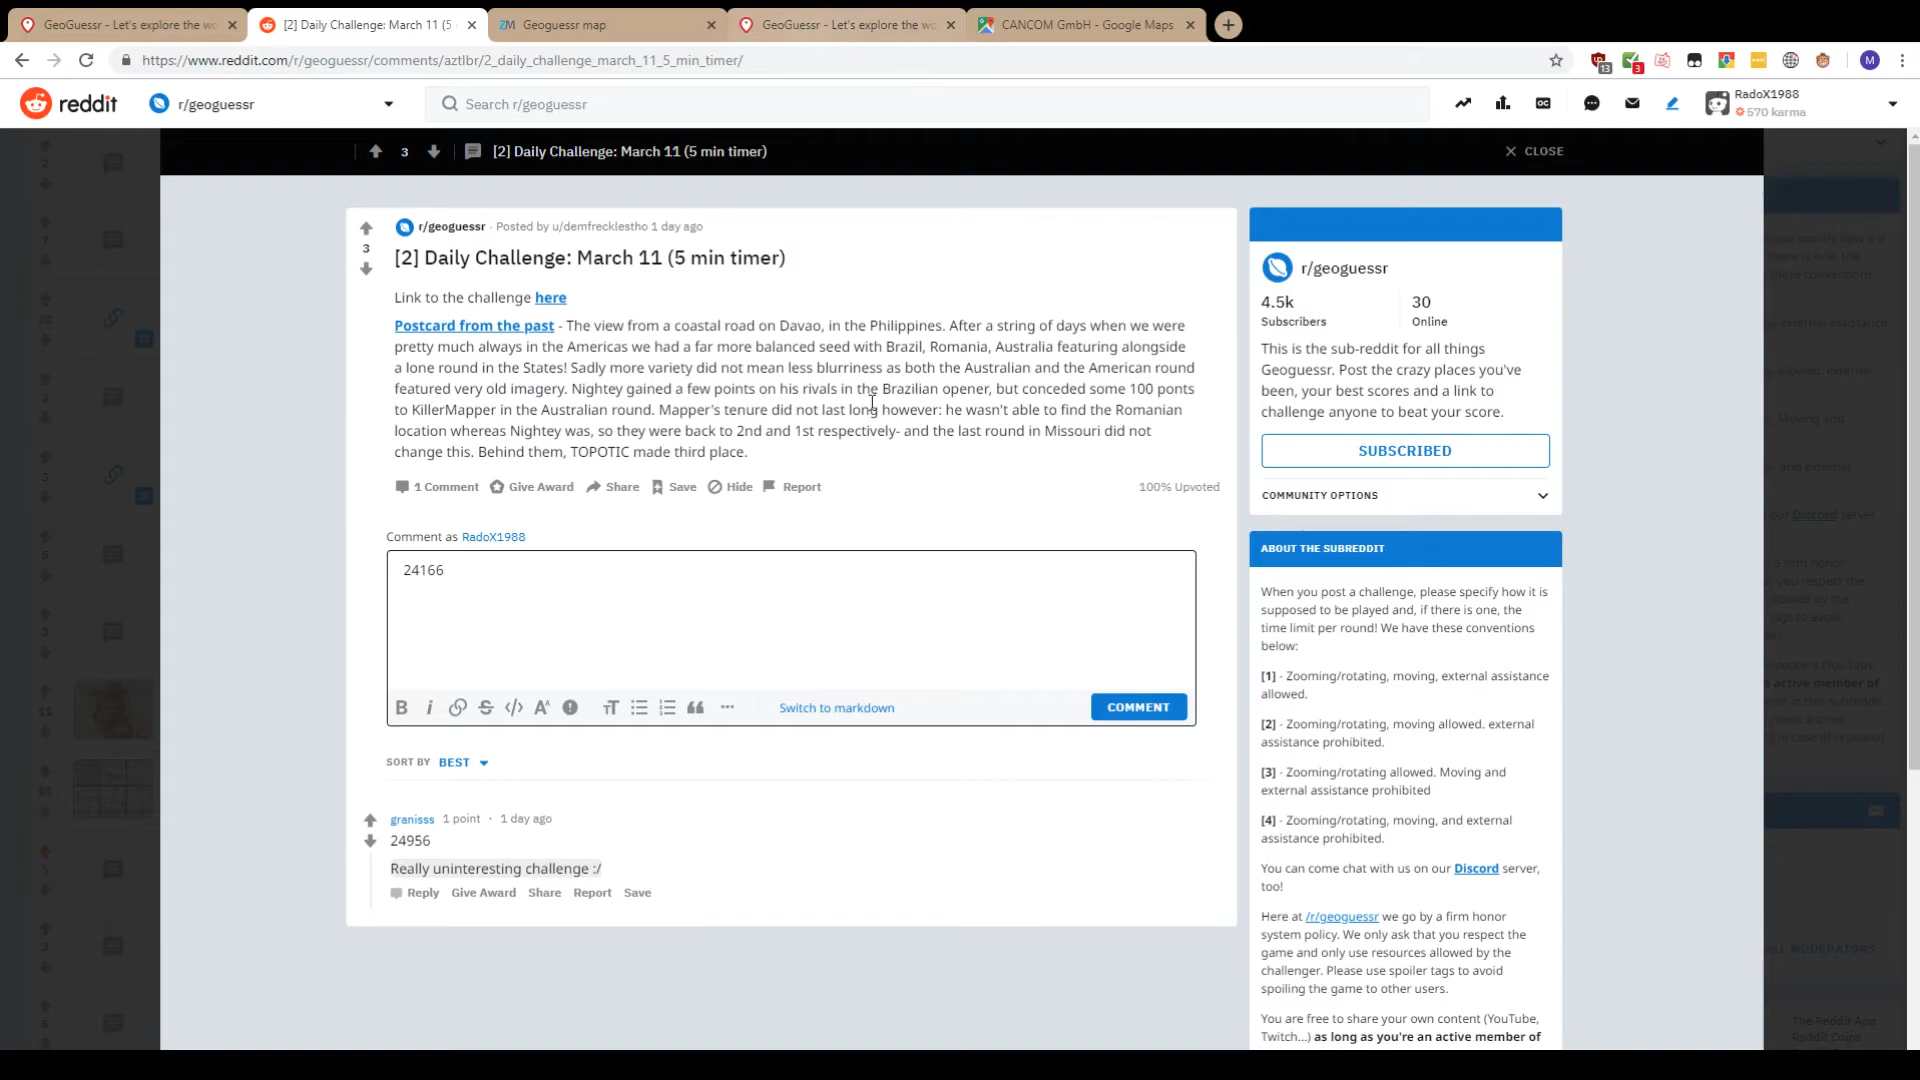 GeoGuessr - Let's explore the wo
[2] Daily Challenge: March 11 (5
ZM Geoguessr map
GeoGuessr - Let's explore the wo
CANCOM GmbH - Google Maps
https://www.reddit.com/r/geoguessr/comments/aztlbr/2_daily_challenge_march_11_5_min_timer/
13
3
M
reddit
r/geoguessr
Search r/geoguessr
OC
RadoX1988
570 karma
3
[2] Daily Challenge: March 11 (5 min timer)
CLOSE
r/geoguessr · Posted by u/demfrecklestho 1 day ago
3
[2] Daily Challenge: March 11 (5 min timer)
Link to the challenge here
Postcard from the past - The view from a coastal road on Davao, in the Philippines. After a string of days when we were
pretty much always in the Americas we had a far more balanced seed with Brazil, Romania, Australia featuring alongside
a lone round in the States! Sadly more variety did not mean less blurriness as both the Australian and the American round
featured very old imagery. Nightey gained a few points on his rivals in the Brazilian opener, but conceded some 100 ponts
to KillerMapper in the Australian round. Mapper's tenure did not last long however: he wasn't able to find the Romanian
location whereas Nightey was, so they were back to 2nd and 1st respectively- and the last round in Missouri did not
change this. Behind them, TOPOTIC made third place.
1 Comment Give Award Share Save Hide Report
100% Upvoted
Comment as RadoX1988
24166
Switch to markdown
COMMENT
SORT BY BEST
granisss 1 point · 1 day ago
24956
Really uninteresting challenge :/
Reply Give Award Share Report Save
r/geoguessr
4.5k
30
Subscribers
Online
This is the sub-reddit for all things
Geoguessr. Post the crazy places you've
been, your best scores and a link to
challenge anyone to beat your score.
SUBSCRIBED
COMMUNITY OPTIONS
ABOUT THE SUBREDDIT
When you post a challenge, please specify how it is
supposed to be played and, if there is one, the
time limit per round! We have these conventions
below:
[1] - Zooming/rotating, moving, external assistance
allowed.
[2] - Zooming/rotating, moving allowed. external
assistance prohibited.
[3] - Zooming/rotating allowed. Moving and
external assistance prohibited
[4] - Zooming/rotating, moving, and external
assistance prohibited.
You can come chat with us on our Discord server,
too!
Here at /r/geoguessr we go by a firm honor
system policy. We only ask that you respect the
game and only use resources allowed by the
challenger. Please use spoiler tags to avoid
spoiling the game to other users.
You are free to share your own content (YouTube,
Twitch...) as long as you're an active member of
The Reddit App
Reddit Coins